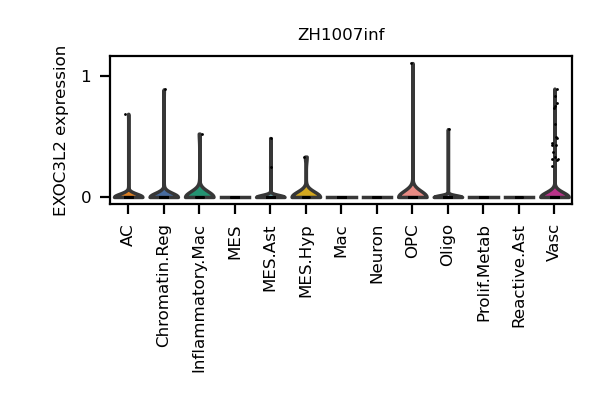 ZH1007inf
EXOC3L2 expression
1
0
AC
Chromatin.Reg
Inflammatory.Mac
MES
MES.Ast
MES.Hyp
Mac
Neuron
OPC
Oligo
Prolif.Metab
Reactive.Ast
Vasc